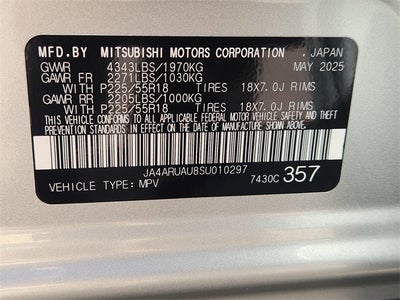 MFD.BY MITSUBISHI MOTORS CORPORATION , JAPAN
GVWR 4343LBS/1970KG MAY 2025
GAWR FR 2271LBS/1030KG
WITH P225/55R18 TIRES 18X7.0J RIMS
GAWR RR 2205LBS/1000KG
WITH P225/55R18 TIRES 18X7.0J RIMS
THIS VEHICLE CONFORMS TO ALL APPLICABLE FEDERAL MOTOR VEHICLE SAFETY, BUMPER AND THEFT
PREVENTION STANDARDS IN EFFECT ON THE DATE OF MANUFACTURE SHOWN ABOVE.
JA4ARUAU8SU010297
VEHICLE TYPE: MPV 7430C 357